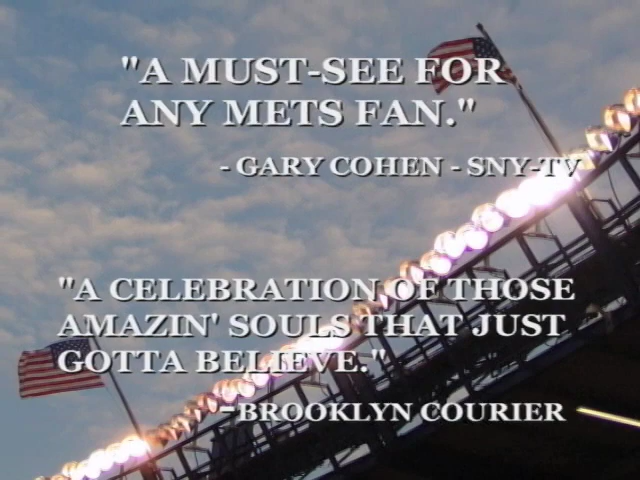 "A MUST-SEE FOR
ANY METS FAN."
- GARY COHEN - SNY-TV
"A CELEBRATION OF THOSE
AMAZIN' SOULS THAT JUST
GOTTA BELIEVE."
-BROOKLYN COURIER